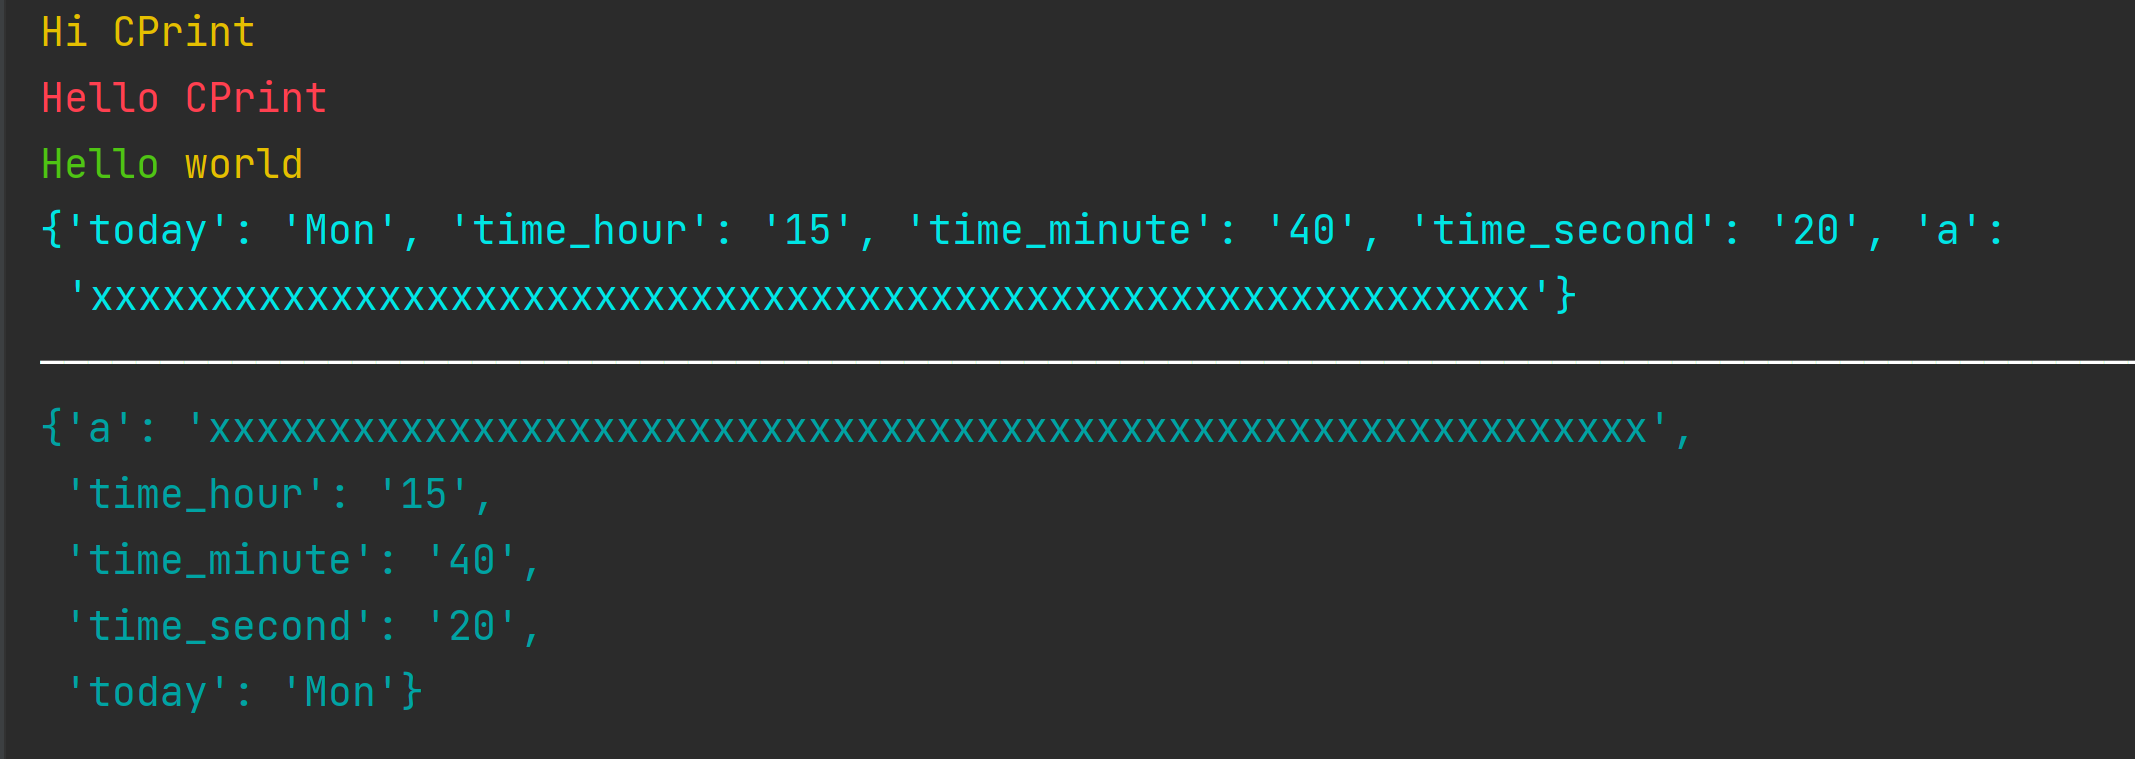 Hi CPrint
Hello CPrint
Hello world
{'today': 'Mon', 'time_hour': '15', 'time_minute': '40', 'time_second': '20', 'a':
 'xxxxxxxxxxxxxxxxxxxxxxxxxxxxxxxxxxxxxxxxxxxxxxxxxxxxxxxxxxxx'}
{'a': 'xxxxxxxxxxxxxxxxxxxxxxxxxxxxxxxxxxxxxxxxxxxxxxxxxxxxxxxxxxxx',
 'time_hour': '15',
 'time_minute': '40',
 'time_second': '20',
 'today': 'Mon'}